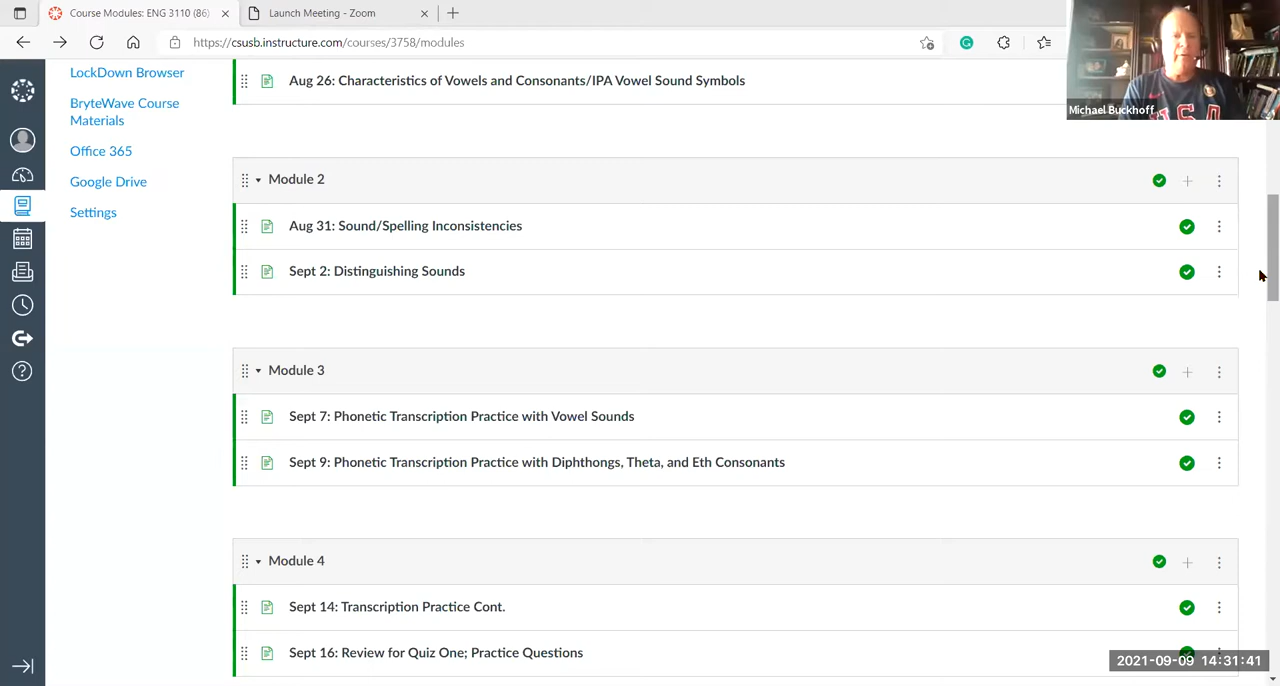 Course Modules: ENG 3110 (86)
Launch Meeting - Zoom
https://csusb.instructure.com/courses/3758/modules
Michael Buckhoff
USA
LockDown Browser
BryteWave Course
Materials
Office 365
Google Drive
Settings
Aug 26: Characteristics of Vowels and Consonants/IPA Vowel Sound Symbols
Module 2
Aug 31: Sound/Spelling Inconsistencies
Sept 2: Distinguishing Sounds
Module 3
Sept 7: Phonetic Transcription Practice with Vowel Sounds
Sept 9: Phonetic Transcription Practice with Diphthongs, Theta, and Eth Consonants
Module 4
Sept 14: Transcription Practice Cont.
Sept 16: Review for Quiz One; Practice Questions
2021-09-09 14:31:41